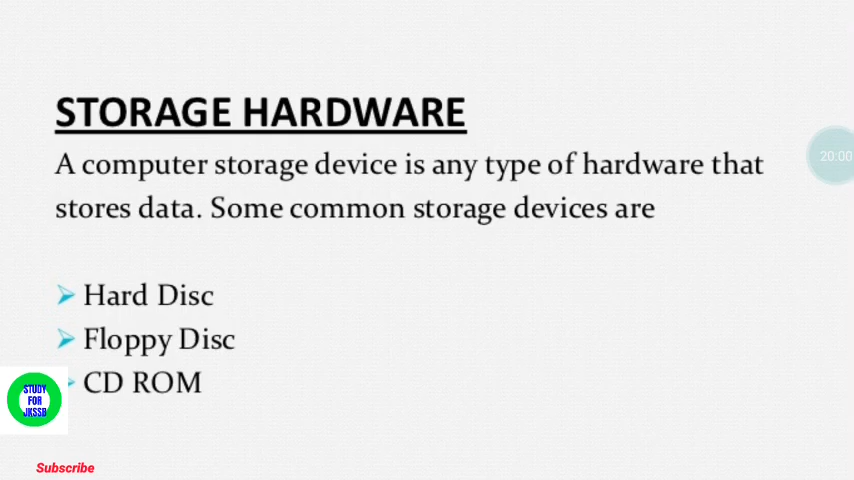 STORAGE HARDWARE
A computer storage device is any type of hardware that
stores data. Some common storage devices are
Hard Disc
Floppy Disc
CD ROM
20:00
STUDY
FOR
JKSSB
Subscribe